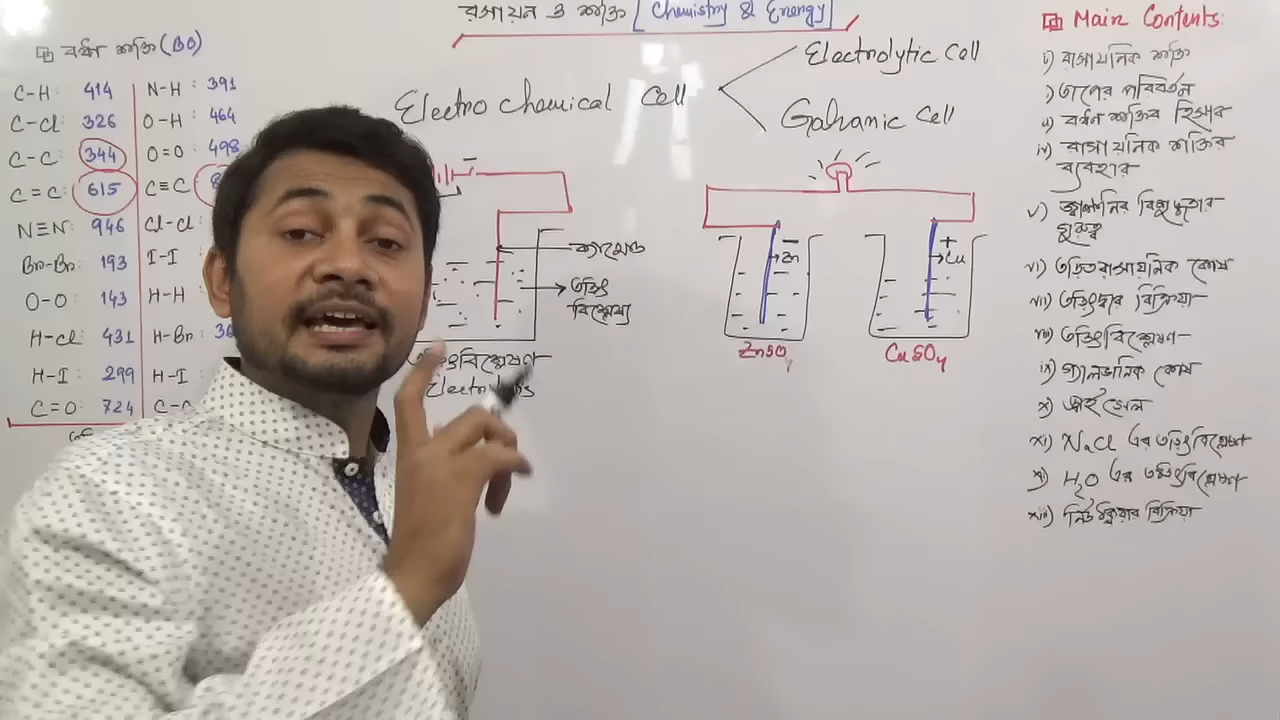 রসায়ন ও শক্তি [Chemistry & Energy]
বন্ধন শক্তি (BO)
C-H: 414
C-Cl: 326
C-C: 344
C=C: 615
N≡N: 946
Br-Br: 193
O-O: 143
H-Cl: 431
H-I: 299
C=O: 724
N-H: 391
O-H: 464
O=O: 498
C≡C:
Cl-Cl:
I-I
H-H
H-Br:
H-I:
Electro chemical Cell
Electrolytic Cell
Galvanic Cell
−
ক্যাথোড
তড়িৎ
বিশ্লেষ্য
তড়িৎবিশ্লেষণ
− Zn
+ Cu
ZnSO4
CuSO4
Main Contents:
i) রাসায়নিক শক্তি
) তাপের পরিবর্তন
) বন্ধন শক্তির হিসাব
iv) রাসায়নিক শক্তির
ব্যবহার
v) জ্বালানির বিশুদ্ধতার
গুরুত্ব
vi) তড়িৎরাসায়নিক কোষ
vii) তড়িৎদ্বার বিক্রিয়া
viii) তড়িৎবিশ্লেষণ
ix) গ্যালভানিক কোষ
x) ড্রাই সেল
xi) NaCl এর তড়িৎবিশ্লেষণ
xii) H2O এর তড়িৎবিশ্লেষণ
xiii) নিউক্লিয়ার বিক্রিয়া